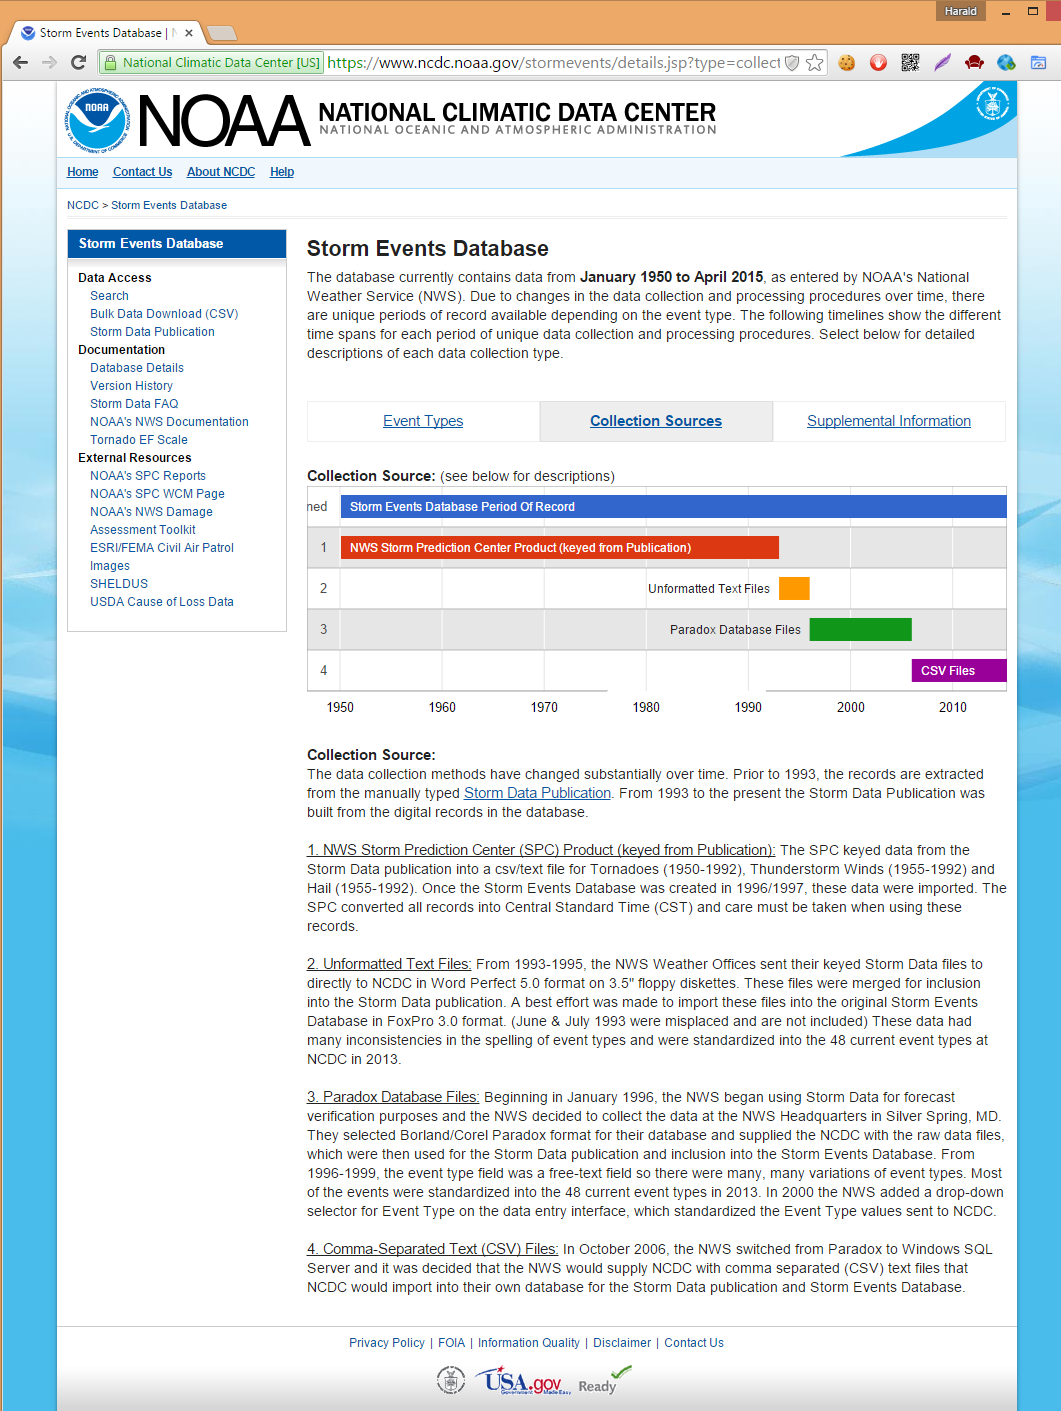 Harald
Storm Events Database |
National Climatic Data Center [US] https://www.ncdc.noaa.gov/stormevents/details.jsp?type=collect
NOAA NATIONAL CLIMATIC DATA CENTER
NATIONAL OCEANIC AND ATMOSPHERIC ADMINISTRATION
Home Contact Us About NCDC Help
NCDC > Storm Events Database
Storm Events Database
Data Access
Search
Bulk Data Download (CSV)
Storm Data Publication
Documentation
Database Details
Version History
Storm Data FAQ
NOAA's NWS Documentation
Tornado EF Scale
External Resources
NOAA's SPC Reports
NOAA's SPC WCM Page
NOAA's NWS Damage
Assessment Toolkit
ESRI/FEMA Civil Air Patrol
Images
SHELDUS
USDA Cause of Loss Data
Storm Events Database
The database currently contains data from January 1950 to April 2015, as entered by NOAA's National
Weather Service (NWS). Due to changes in the data collection and processing procedures over time, there
are unique periods of record available depending on the event type. The following timelines show the different
time spans for each period of unique data collection and processing procedures. Select below for detailed
descriptions of each data collection type.
Event Types Collection Sources Supplemental Information
Collection Source: (see below for descriptions)
ned Storm Events Database Period Of Record
1 NWS Storm Prediction Center Product (keyed from Publication)
2 Unformatted Text Files
3 Paradox Database Files
4 CSV Files
1950 1960 1970 1980 1990 2000 2010
Collection Source:
The data collection methods have changed substantially over time. Prior to 1993, the records are extracted
from the manually typed Storm Data Publication. From 1993 to the present the Storm Data Publication was
built from the digital records in the database.
1. NWS Storm Prediction Center (SPC) Product (keyed from Publication): The SPC keyed data from the
Storm Data publication into a csv/text file for Tornadoes (1950-1992), Thunderstorm Winds (1955-1992) and
Hail (1955-1992). Once the Storm Events Database was created in 1996/1997, these data were imported. The
SPC converted all records into Central Standard Time (CST) and care must be taken when using these
records.
2. Unformatted Text Files: From 1993-1995, the NWS Weather Offices sent their keyed Storm Data files to
directly to NCDC in Word Perfect 5.0 format on 3.5" floppy diskettes. These files were merged for inclusion
into the Storm Data publication. A best effort was made to import these files into the original Storm Events
Database in FoxPro 3.0 format. (June & July 1993 were misplaced and are not included) These data had
many inconsistencies in the spelling of event types and were standardized into the 48 current event types at
NCDC in 2013.
3. Paradox Database Files: Beginning in January 1996, the NWS began using Storm Data for forecast
verification purposes and the NWS decided to collect the data at the NWS Headquarters in Silver Spring, MD.
They selected Borland/Corel Paradox format for their database and supplied the NCDC with the raw data files,
which were then used for the Storm Data publication and inclusion into the Storm Events Database. From
1996-1999, the event type field was a free-text field so there were many, many variations of event types. Most
of the events were standardized into the 48 current event types in 2013. In 2000 the NWS added a drop-down
selector for Event Type on the data entry interface, which standardized the Event Type values sent to NCDC.
4. Comma-Separated Text (CSV) Files: In October 2006, the NWS switched from Paradox to Windows SQL
Server and it was decided that the NWS would supply NCDC with comma separated (CSV) text files that
NCDC would import into their own database for the Storm Data publication and Storm Events Database.
Privacy Policy | FOIA | Information Quality | Disclaimer | Contact Us
USA.gov Ready
Government Made Easy